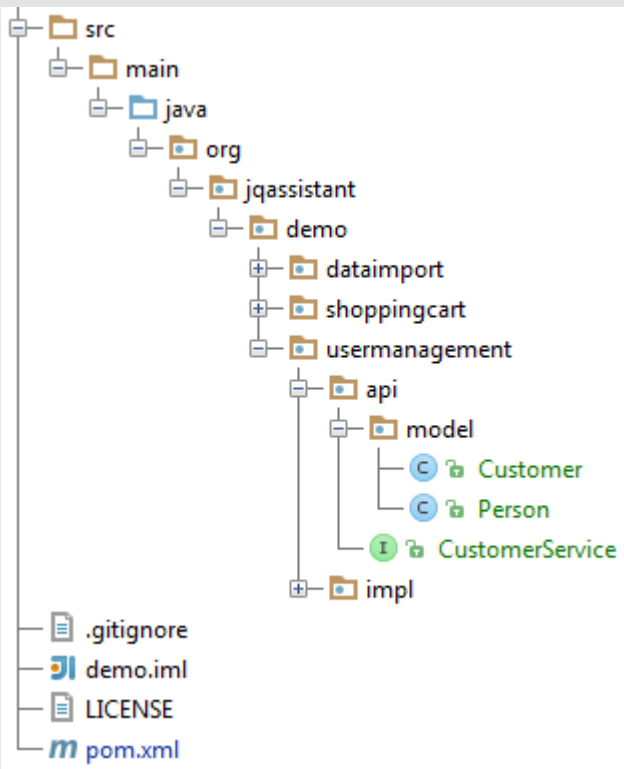 src
main
java
org
jqassistant
demo
dataimport
shoppingcart
usermanagement
api
model
C Customer
C Person
I CustomerService
impl
.gitignore
demo.iml
LICENSE
m pom.xml